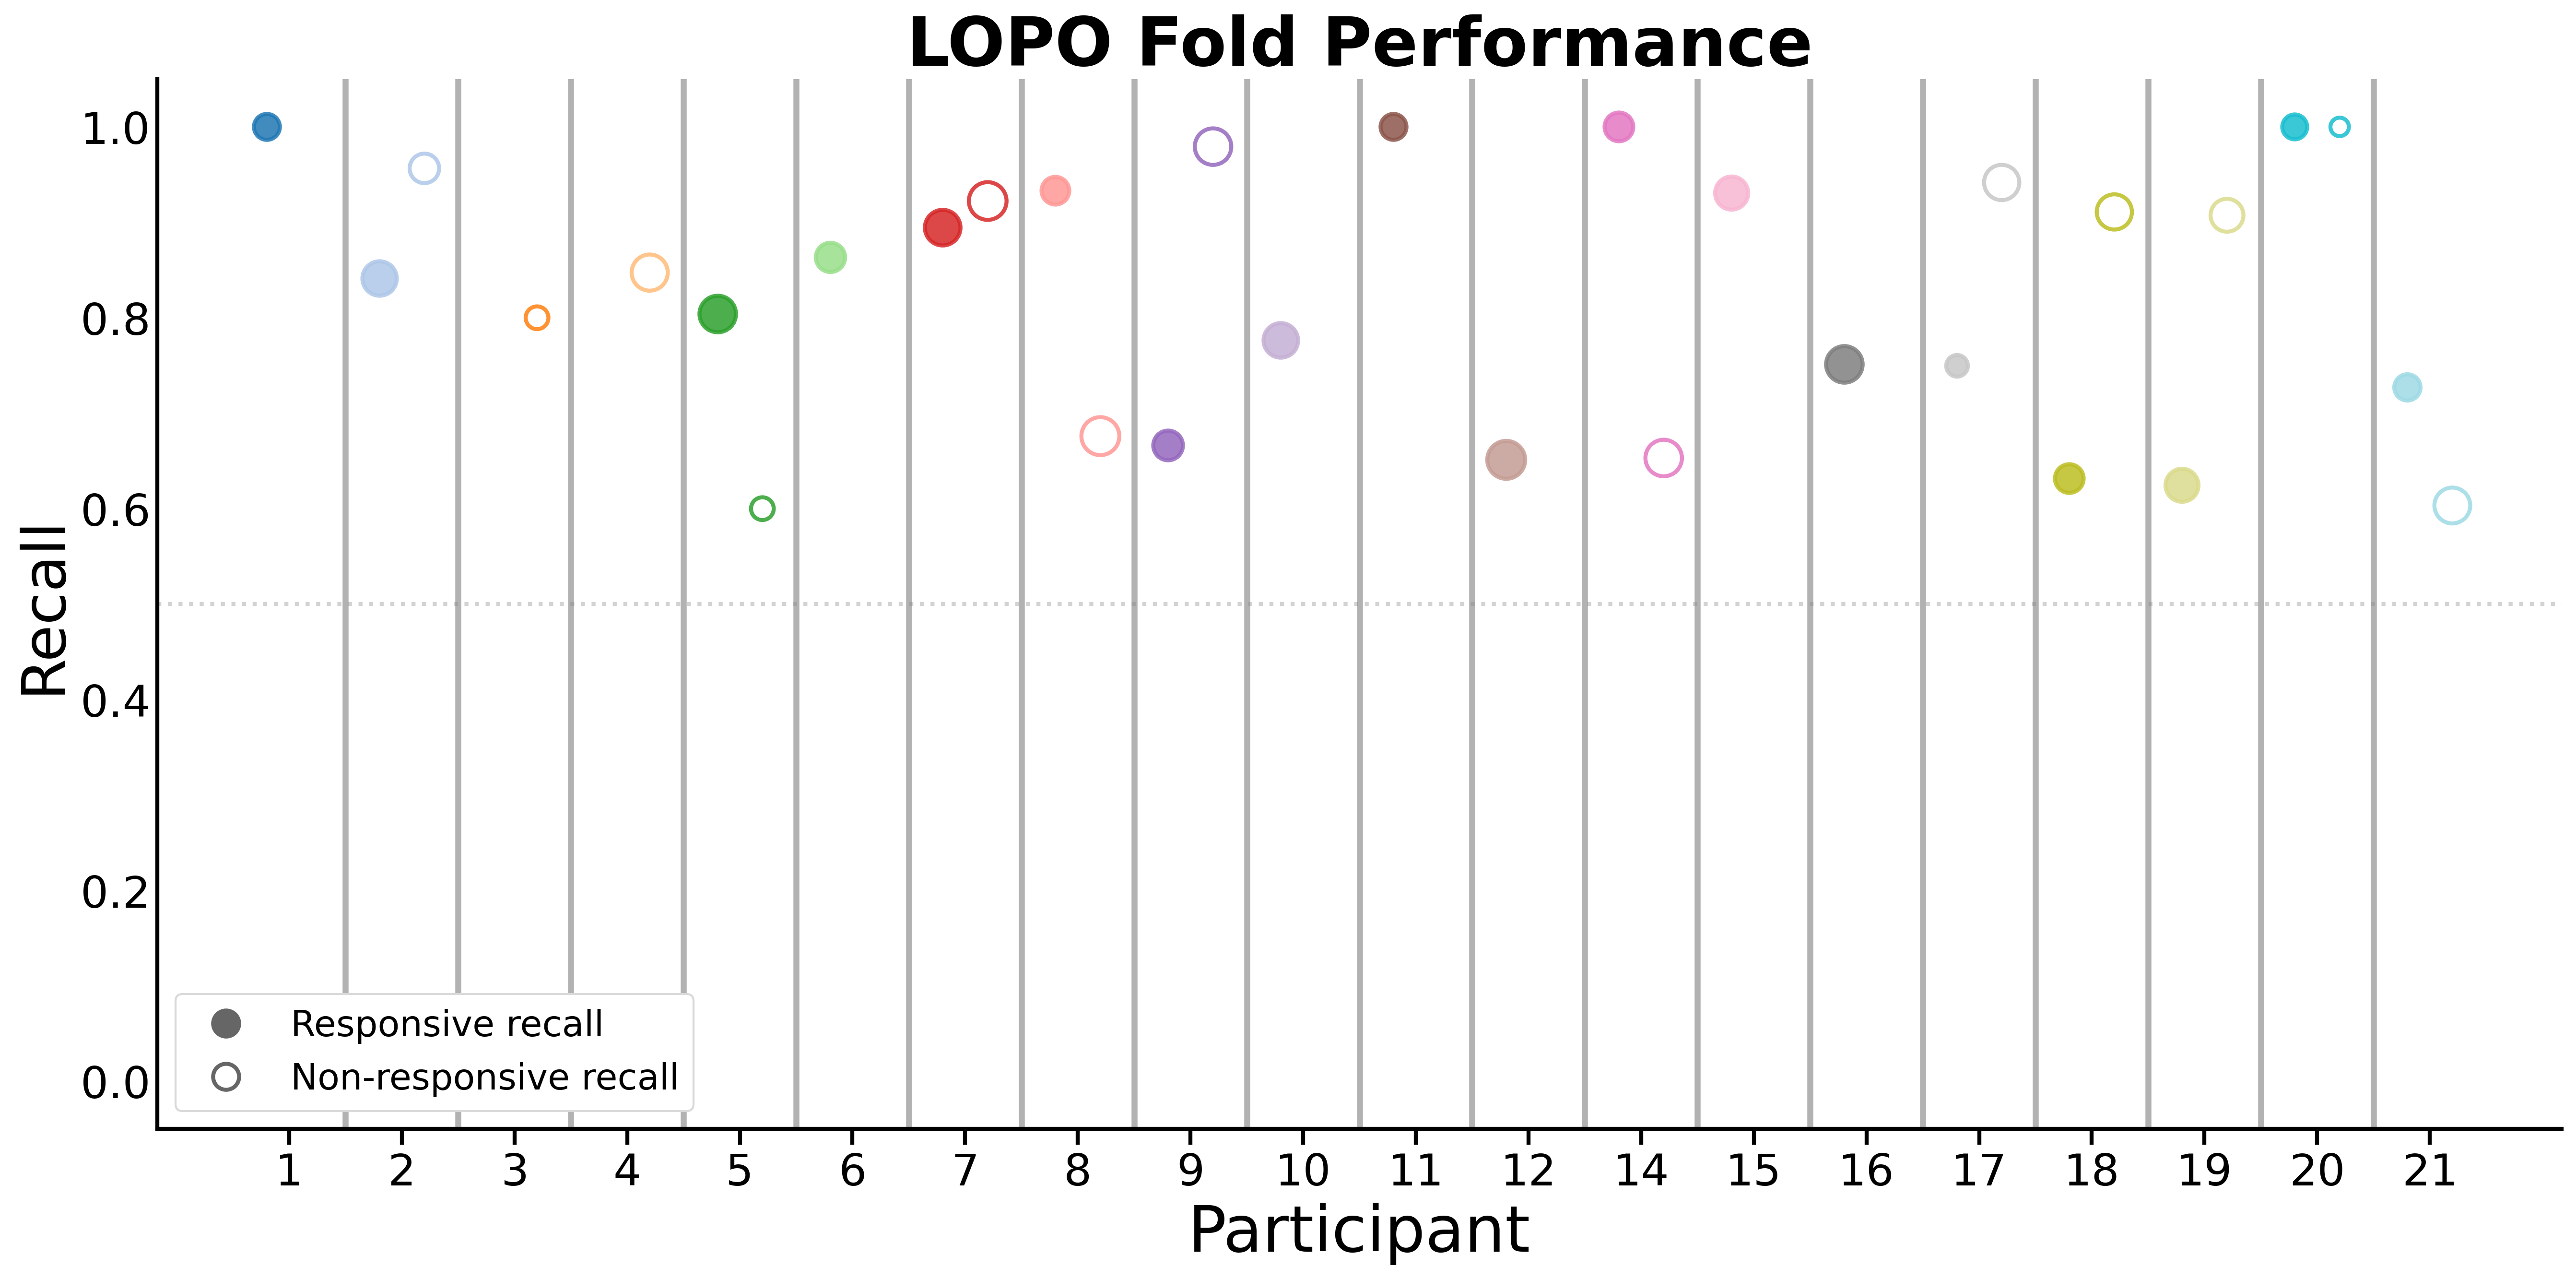 LOPO Fold Performance
Recall
1.0
0.8
0.6
0.4
0.2
0.0
Responsive recall
Non-responsive recall
1 2 3 4 5 6 7 8 9 10 11 12 14 15 16 17 18 19 20 21
Participant